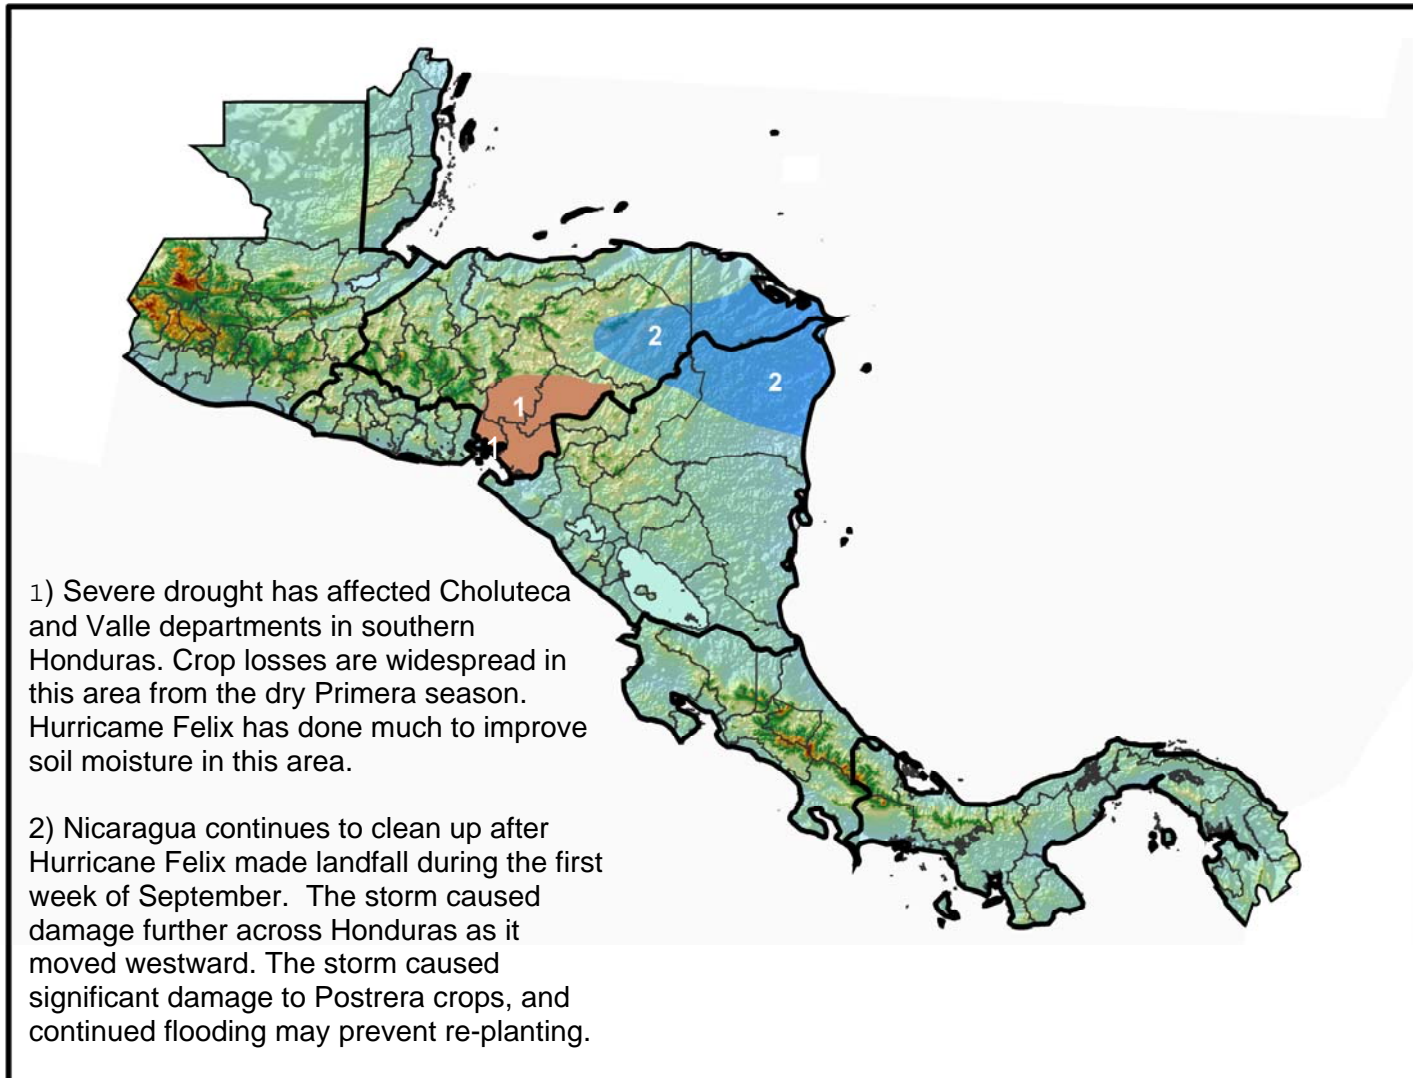 2
2
1
1
1) Severe drought has affected Choluteca
and Valle departments in southern
Honduras. Crop losses are widespread in
this area from the dry Primera season.
Hurricame Felix has done much to improve
soil moisture in this area.
2) Nicaragua continues to clean up after
Hurricane Felix made landfall during the first
week of September. The storm caused
damage further across Honduras as it
moved westward. The storm caused
significant damage to Postrera crops, and
continued flooding may prevent re-planting.